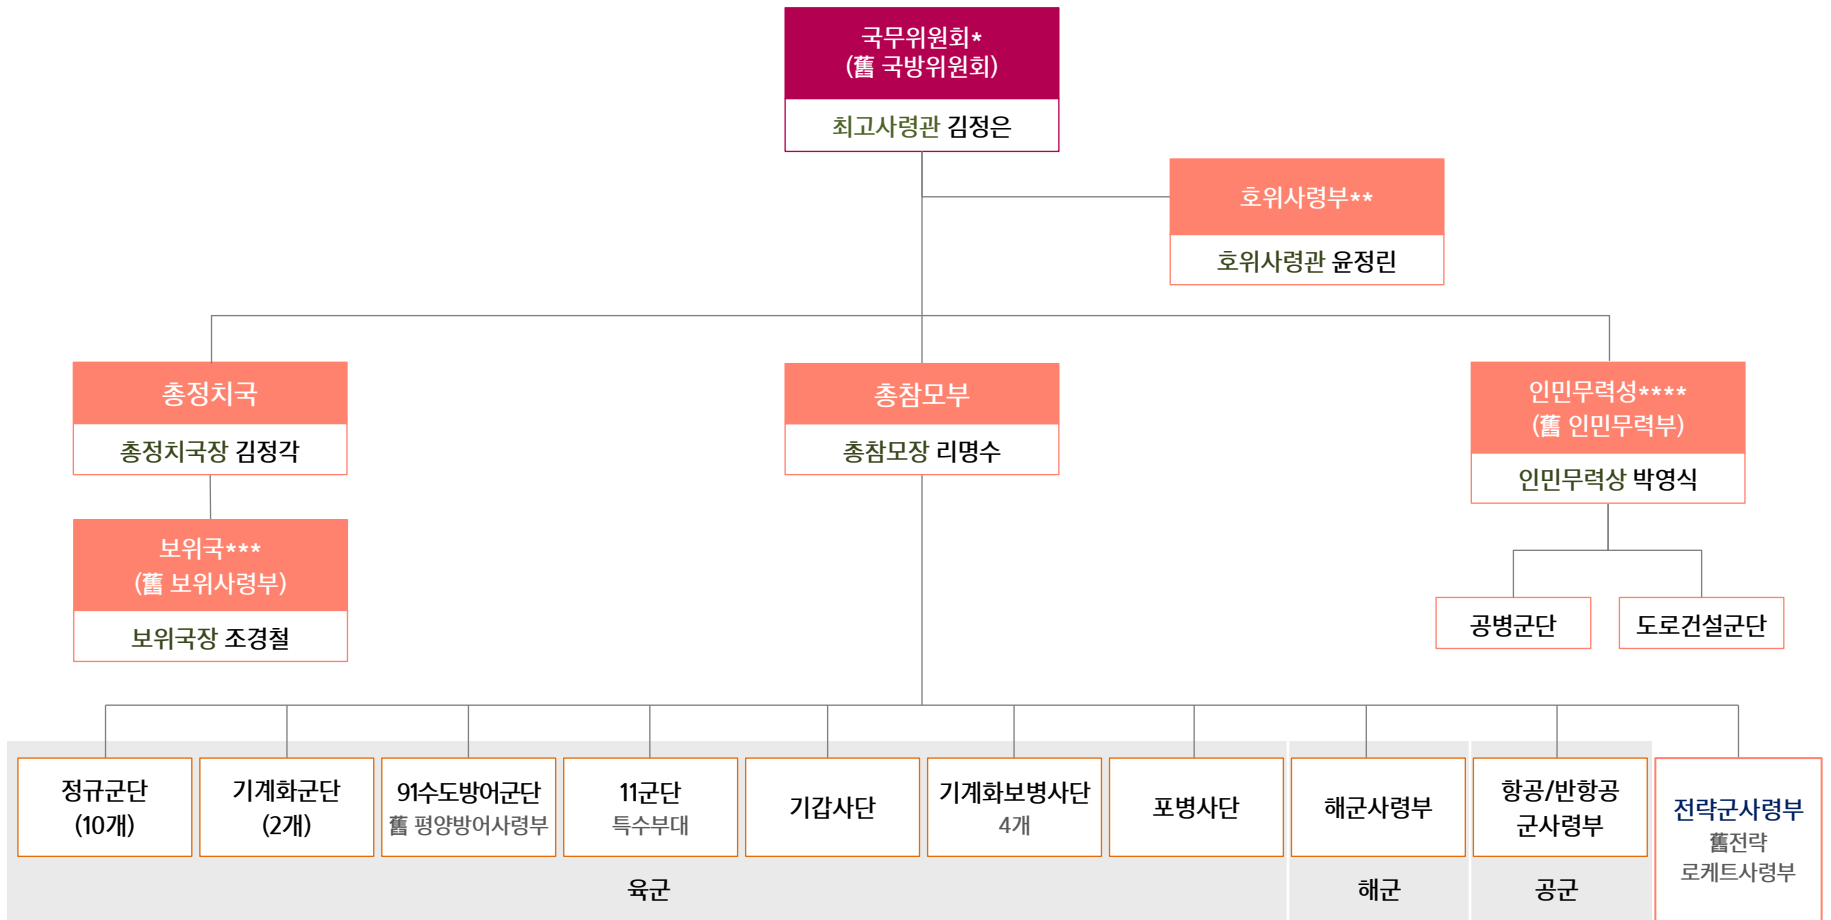 국무위원회*
(舊 국방위원회)
최고사령관 김정은
호위사령부**
호위사령관 윤정린
총정치국
총정치국장 김정각
총참모부
총참모장 리명수
인민무력성****
(舊 인민무력부)
인민무력상 박영식
보위국***
(舊 보위사령부)
보위국장 조경철
공병군단
도로건설군단
정규군단
(10개)
기계화군단
(2개)
91수도방어군단
舊 평양방어사령부
11군단
특수부대
기갑사단
기계화보병사단
4개
포병사단
해군사령부
항공/반항공
군사령부
전략군사령부
舊전략
로케트사령부
육군
해군
공군